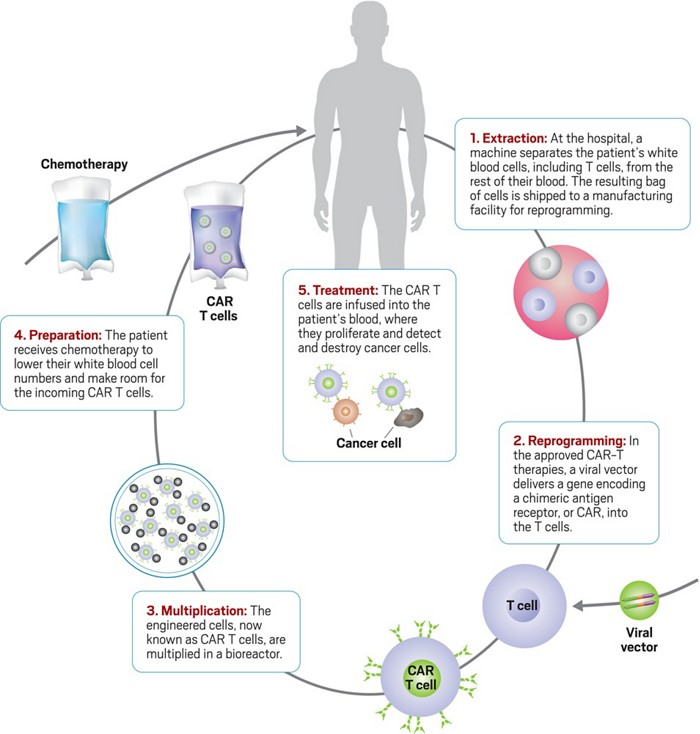 Chemotherapy
CAR
T cells
1. Extraction: At the hospital, a
machine separates the patient's white
blood cells, including T cells, from the
rest of their blood. The resulting bag
of cells is shipped to a manufacturing
facility for reprogramming.
2. Reprogramming: In
the approved CAR–T
therapies, a viral vector
delivers a gene encoding
a chimeric antigen
receptor, or CAR, into
the T cells.
T cell
Viral
vector
CAR
T cell
3. Multiplication: The
engineered cells, now
known as CAR T cells, are
multiplied in a bioreactor.
4. Preparation: The patient
receives chemotherapy to
lower their white blood cell
numbers and make room for
the incoming CAR T cells.
5. Treatment: The CAR T
cells are infused into the
patient's blood, where
they proliferate and detect
and destroy cancer cells.
Cancer cell